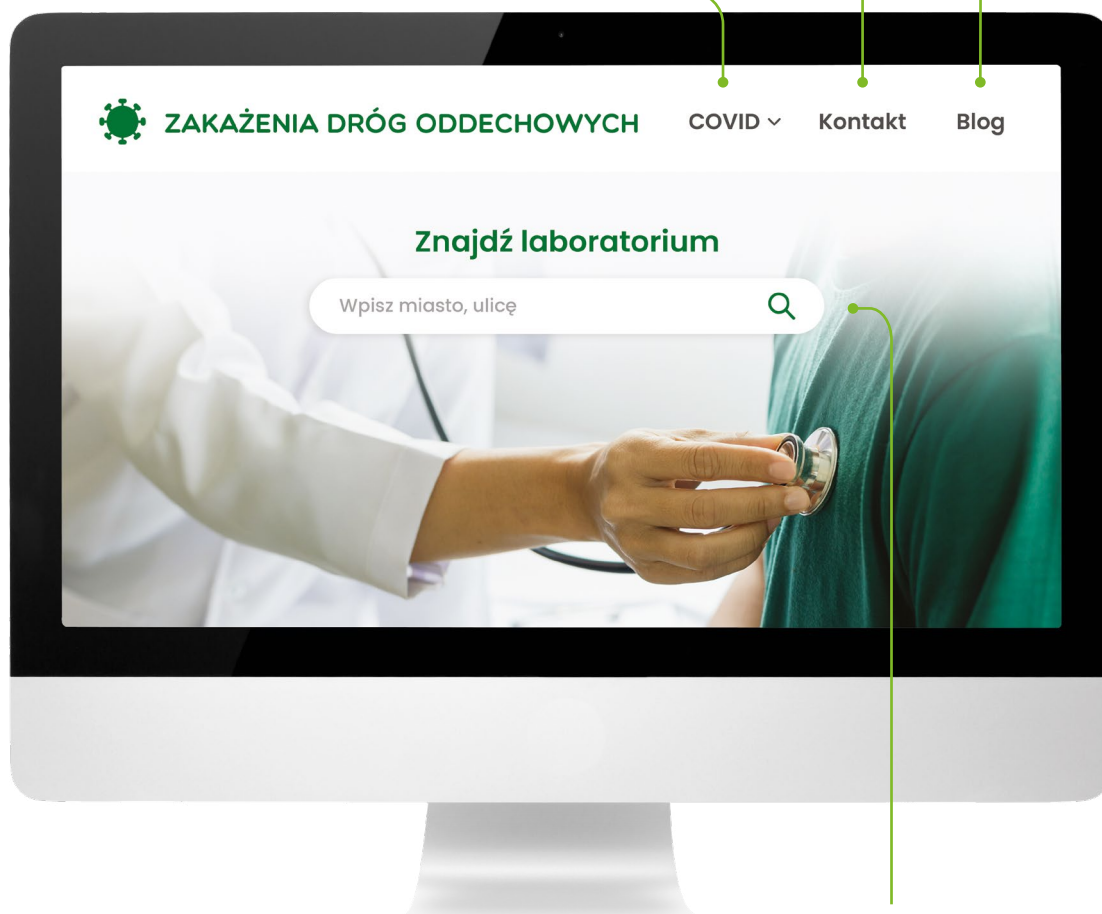 ZAKAŻENIA DRÓG ODDECHOWYCH
COVID
Kontakt
Blog
Znajdź laboratorium
Wpisz miasto, ulicę